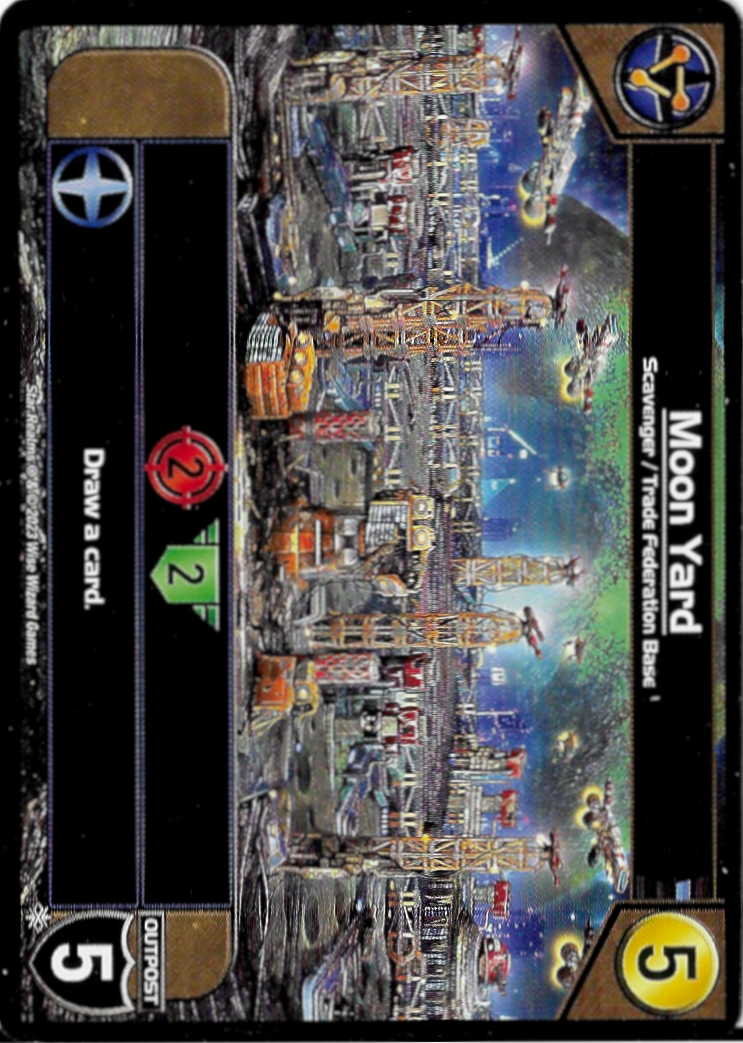 Moon Yard
Scavenger / Trade Federation Base
5
2 2
Draw a card.
OUTPOST
5
Star Realms ®&©2023 Wise Wizard Games